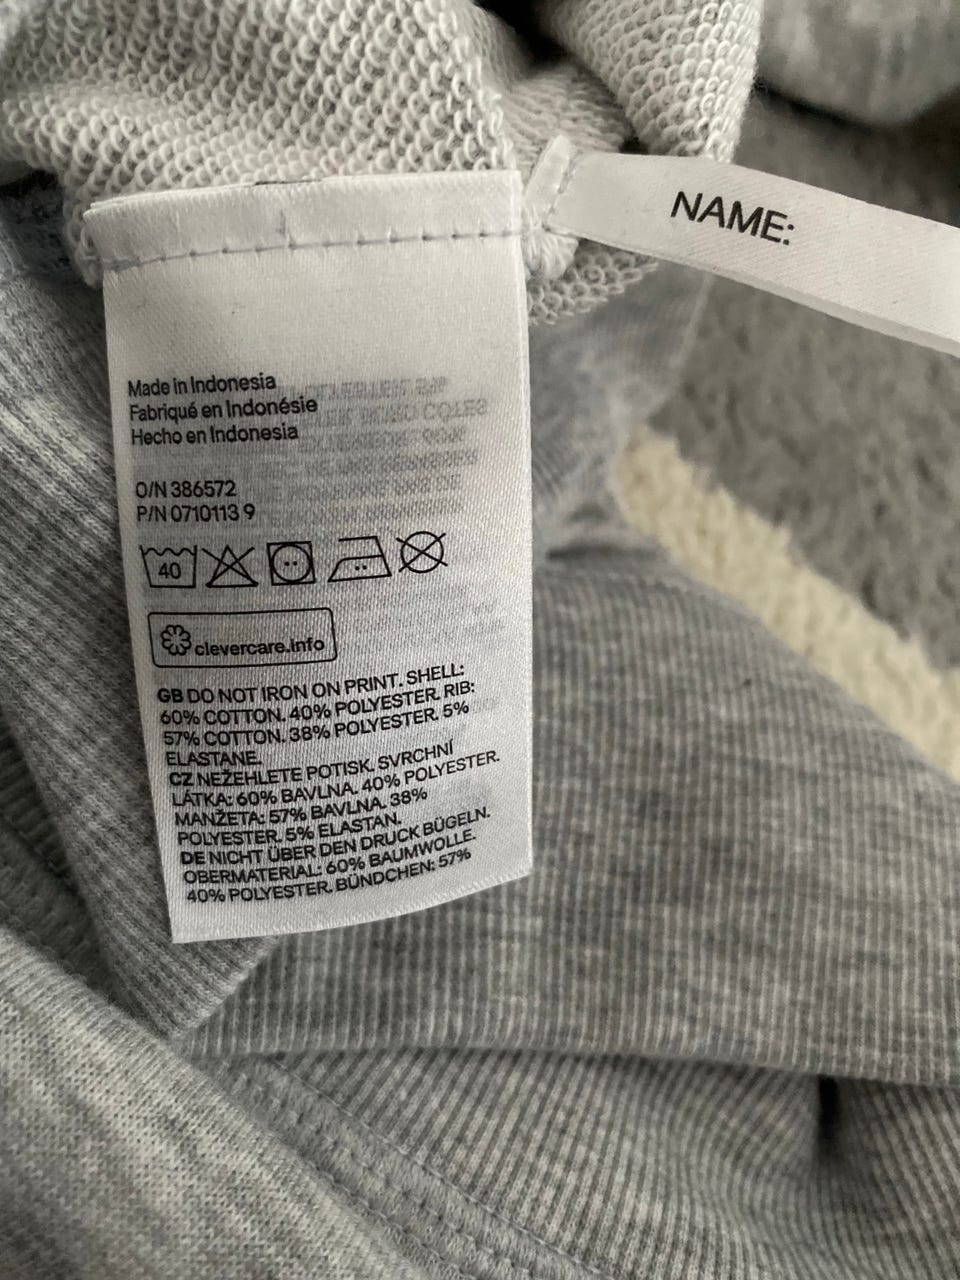 NAME:
Made in Indonesia
Fabriqué en Indonésie
Hecho en Indonesia
O/N 386572
P/N 0710113 9
40
clevercare.info
GB DO NOT IRON ON PRINT. SHELL:
60% COTTON. 40% POLYESTER. RIB:
57% COTTON. 38% POLYESTER. 5%
ELASTANE.
CZ NEŽEHLETE POTISK. SVRCHNÍ
LÁTKA: 60% BAVLNA. 40% POLYESTER.
MANŽETA: 57% BAVLNA. 38%
POLYESTER. 5% ELASTAN.
DE NICHT ÜBER DEN DRUCK BÜGELN.
OBERMATERIAL: 60% BAUMWOLLE.
40% POLYESTER. BÜNDCHEN: 57%